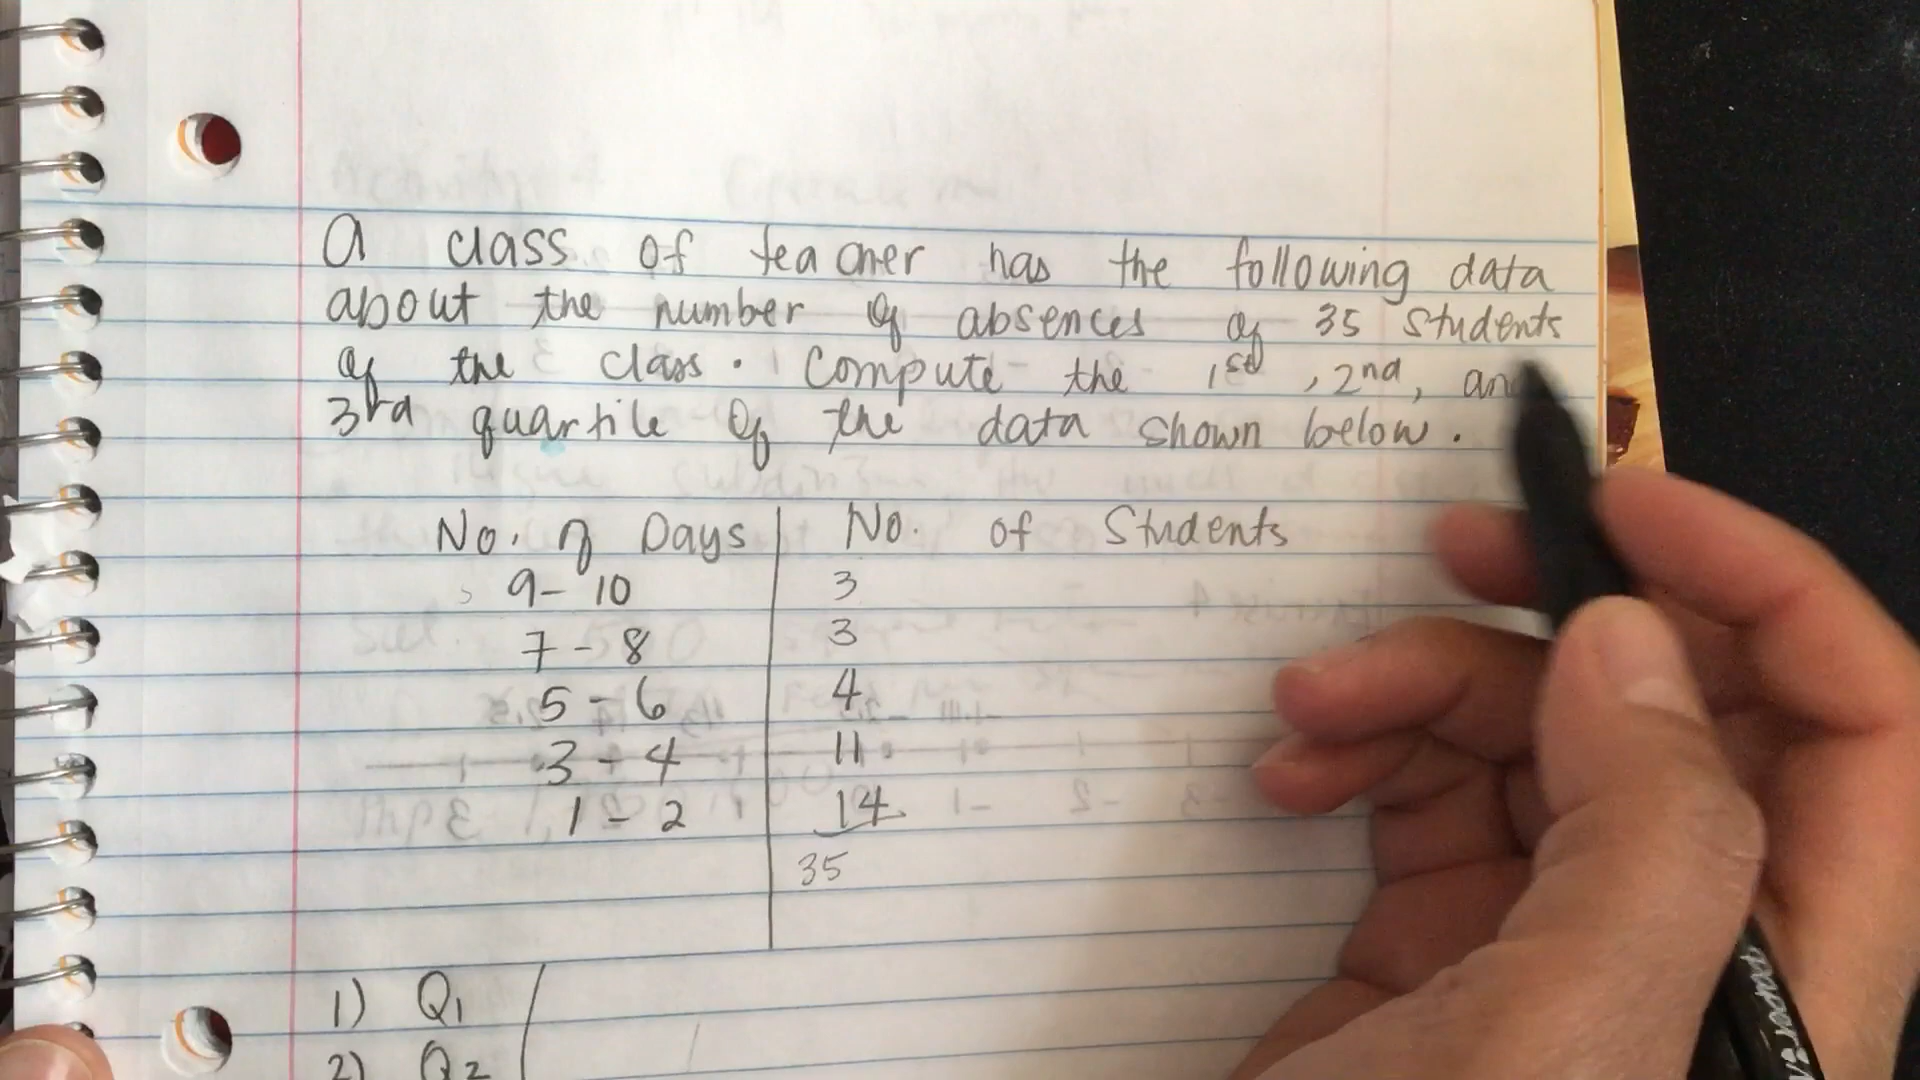 A class of teacher has the following data
about the number of absences of 35 students
of the class. Compute the 1st, 2nd, and
3rd quartile of the data shown below.
No. of Days No. of Students
9 - 10 3
7 - 8 3
5 - 6 4
3 - 4 11
1 - 2 14
35
1) Q1
2) Q2